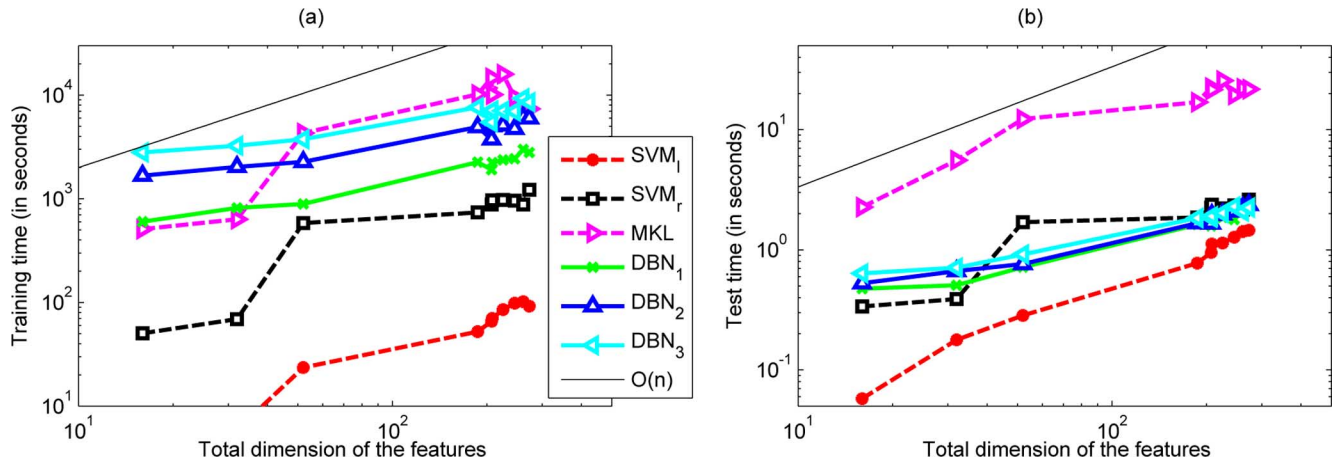 (a)
Training time (in seconds)
10^4
10^3
10^2
10^1
10^1
10^2
Total dimension of the features
SVM_l
SVM_r
MKL
DBN_1
DBN_2
DBN_3
O(n)
(b)
Test time (in seconds)
10^1
10^0
10^-1
10^1
10^2
Total dimension of the features